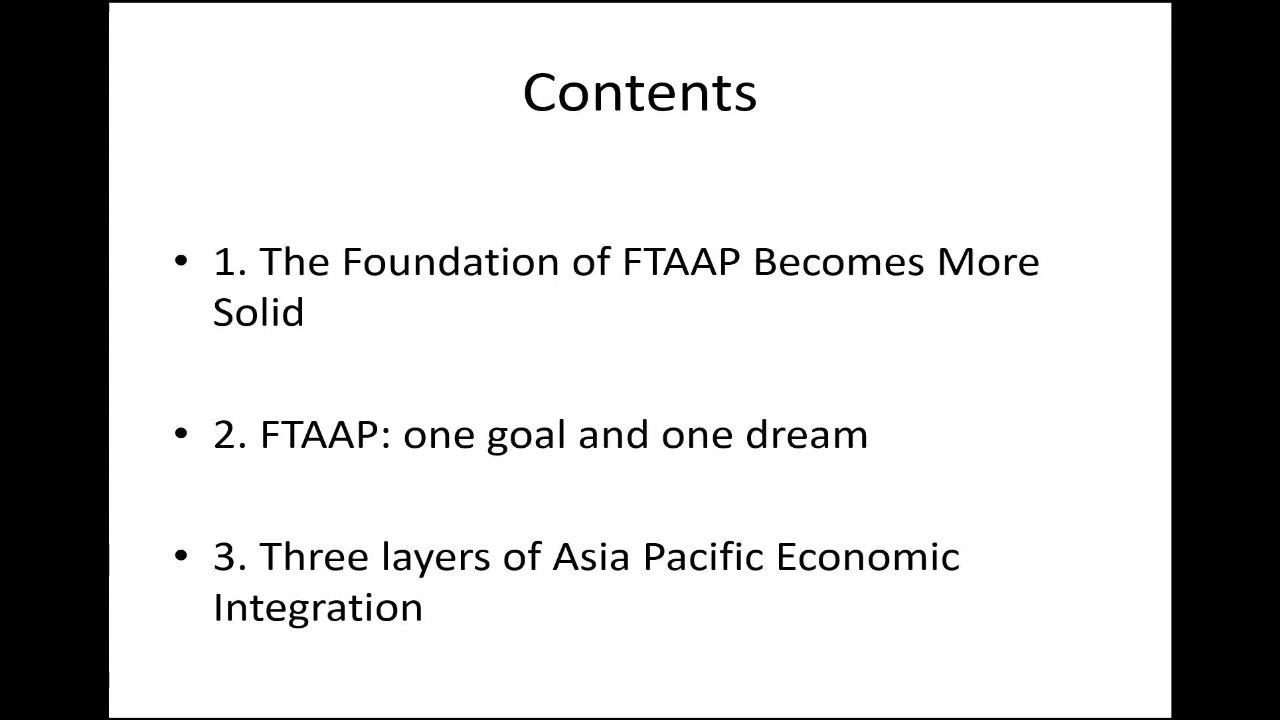 Contents
• 1. The Foundation of FTAAP Becomes More
Solid
• 2. FTAAP: one goal and one dream
• 3. Three layers of Asia Pacific Economic
Integration